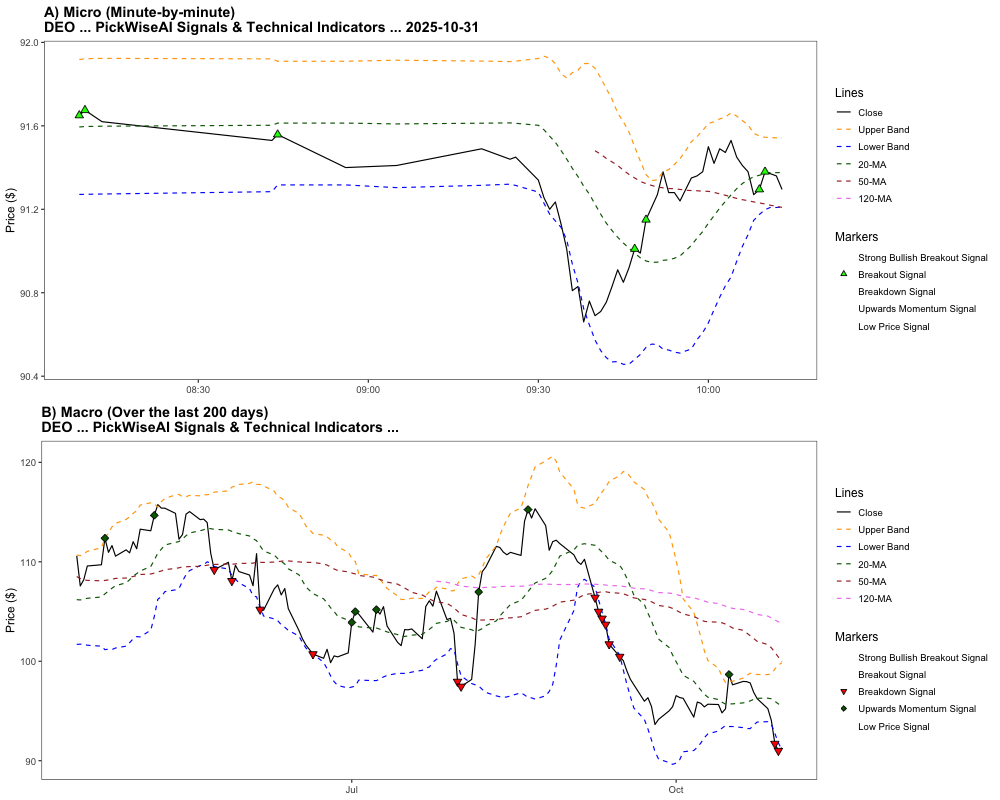 A) Micro (Minute-by-minute)
DEO ... PickWiseAI Signals & Technical Indicators ... 2025-10-31
92.0
91.6
91.2
90.8
90.4
Price ($)
08:30
09:00
09:30
10:00
Lines
Close
Upper Band
Lower Band
20-MA
50-MA
120-MA
Markers
Strong Bullish Breakout Signal
Breakout Signal
Breakdown Signal
Upwards Momentum Signal
Low Price Signal
B) Macro (Over the last 200 days)
DEO ... PickWiseAI Signals & Technical Indicators ...
120
110
100
90
Price ($)
Jul
Oct
Lines
Close
Upper Band
Lower Band
20-MA
50-MA
120-MA
Markers
Strong Bullish Breakout Signal
Breakout Signal
Breakdown Signal
Upwards Momentum Signal
Low Price Signal